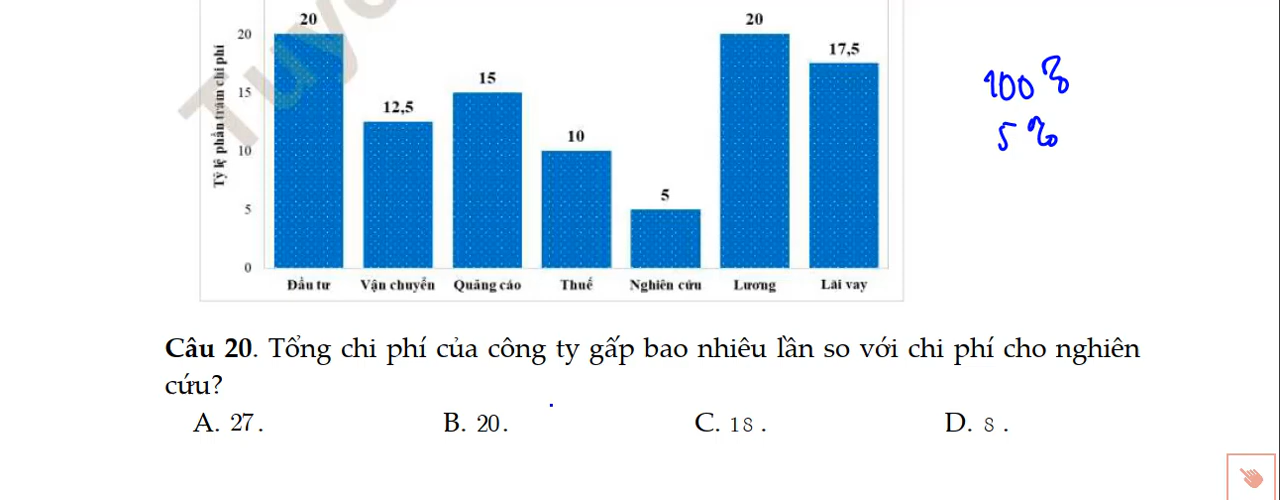 20
20
17,5
15
12,5
10
5
Tỷ lệ phần trăm chi phí
20
15
10
5
0
Đầu tư Vận chuyển Quảng cáo Thuế Nghiên cứu Lương Lãi vay
100%
5%
Câu 20. Tổng chi phí của công ty gấp bao nhiêu lần so với chi phí cho nghiên
cứu?
A. 27. B. 20. C. 18 . D. 8 .